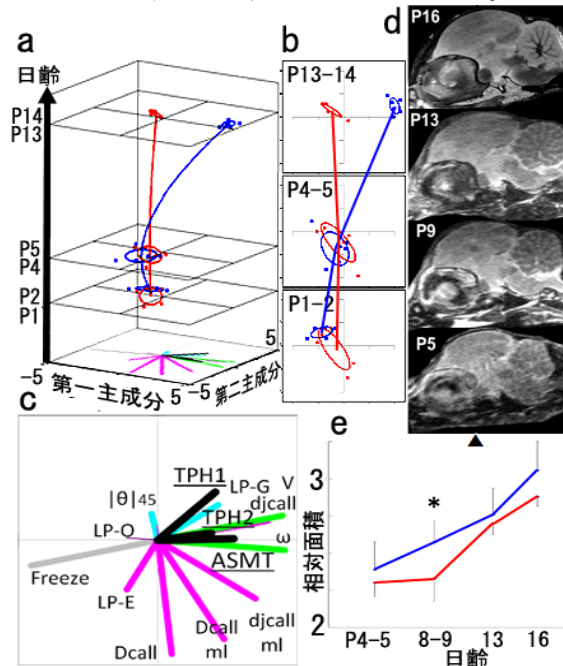 a
日齢
P14
P13
P5
P4
P2
P1
-5
第一主成分
5
-5
第二主成分
5
b
P13-14
P4-5
P1-2
d
P16
P13
P9
P5
c
TPH1
LP-G
V
|θ|45
djcall
LP-O
TPH2
ω
Freeze
ASMT
LP-E
Dcall
Dcall
ml
djcall
ml
e
相対面積
3
2
*
P4-5
8-9
13
16
日齢